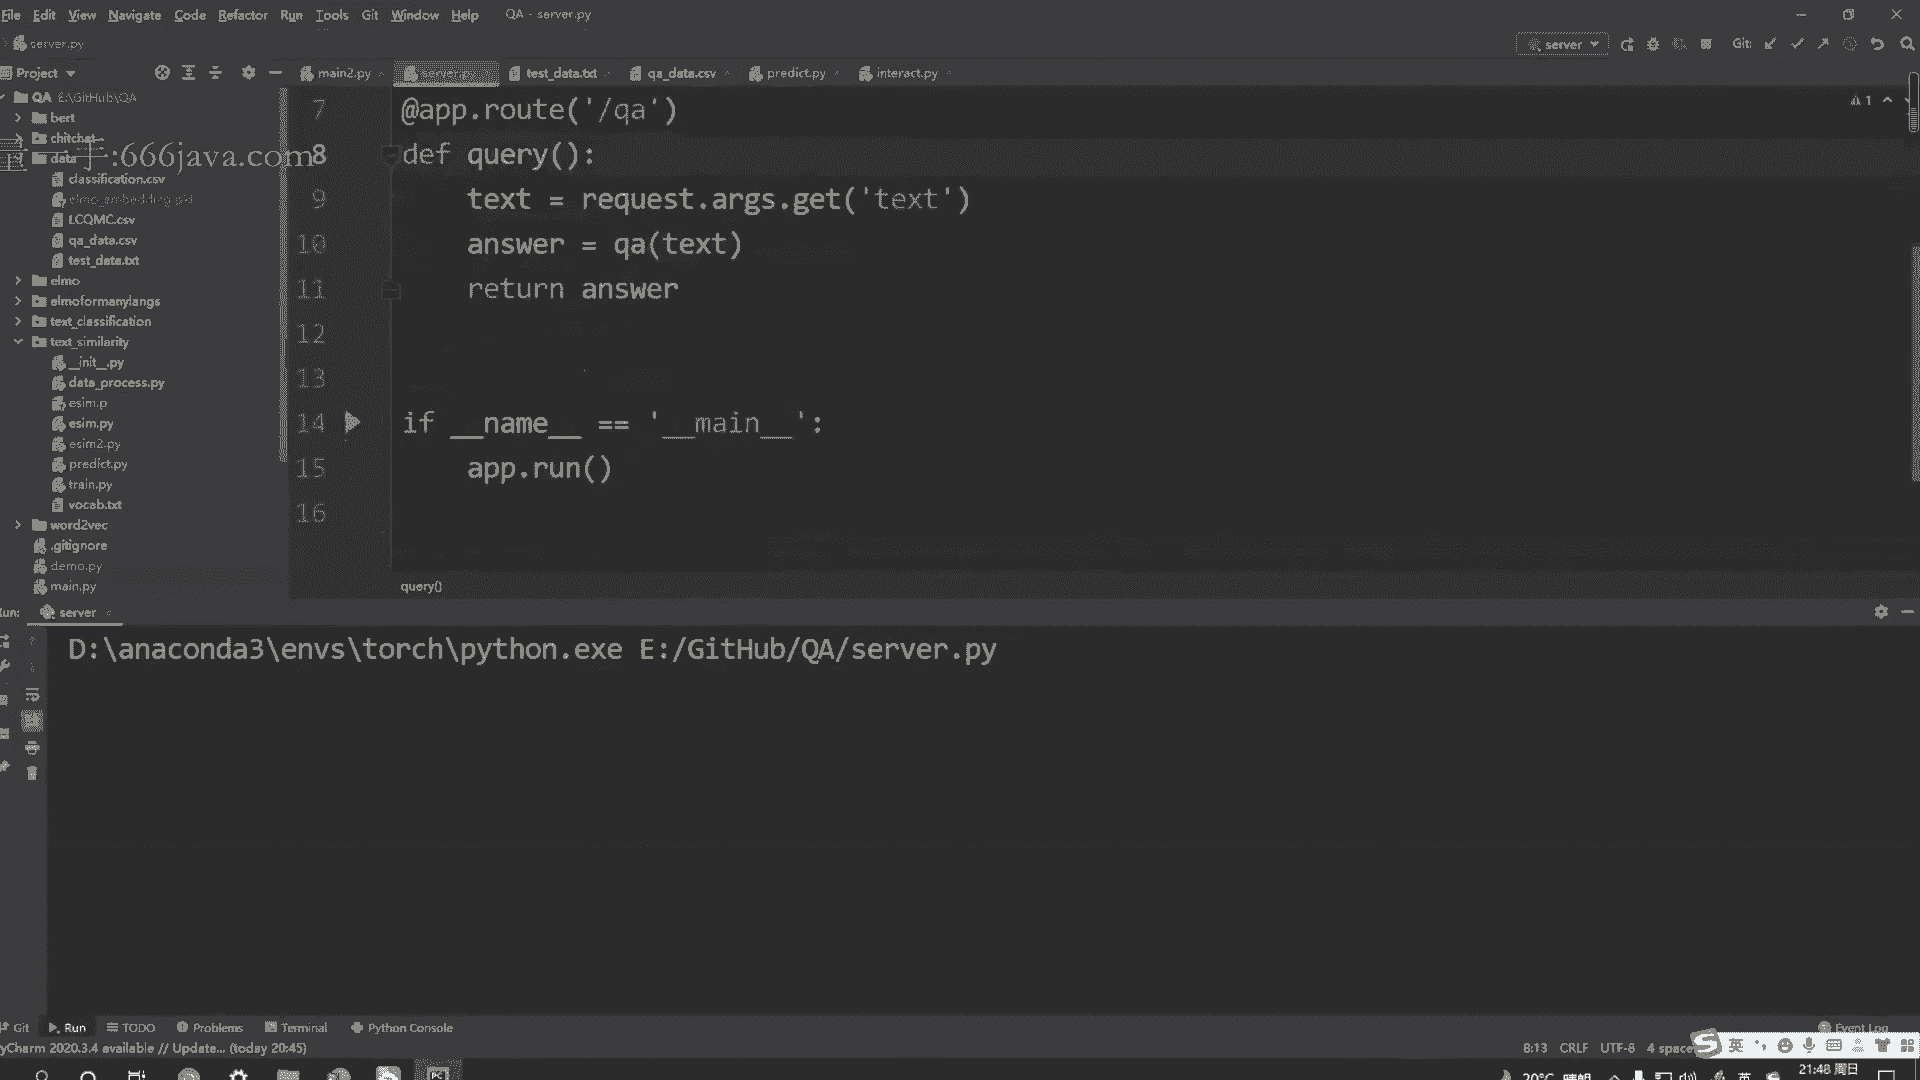 File Edit View Navigate Code Refactor Run Tools Git Window Help QA - server.py
server.py
server Git:
Project main2.py server.py test_data.txt qa_data.csv predict.py interact.py
QA E:\GitHub\QA
bert
chitchat
data
:666java.com
classification.csv
LCQMC.csv
qa_data.csv
test_data.txt
elmo
elmoformanylangs
text_classification
text_similarity
__init__.py
data_process.py
esim.p
esim.py
esim2.py
predict.py
train.py
vocab.txt
word2vec
.gitignore
demo.py
main.py
1
7 @app.route('/qa')
8 def query():
9 text = request.args.get('text')
10 answer = qa(text)
11 return answer
12
13
14 if __name__ == '__main__':
15 app.run()
16
query()
server
D:\anaconda3\envs\torch\python.exe E:/GitHub/QA/server.py
Git Run TODO Problems Terminal Python Console Event Log
yCharm 2020.3.4 available // Update... (today 20:45)
8:13 CRLF UTF-8 4 space
英
20°C 晴朗 英 21:48 周日